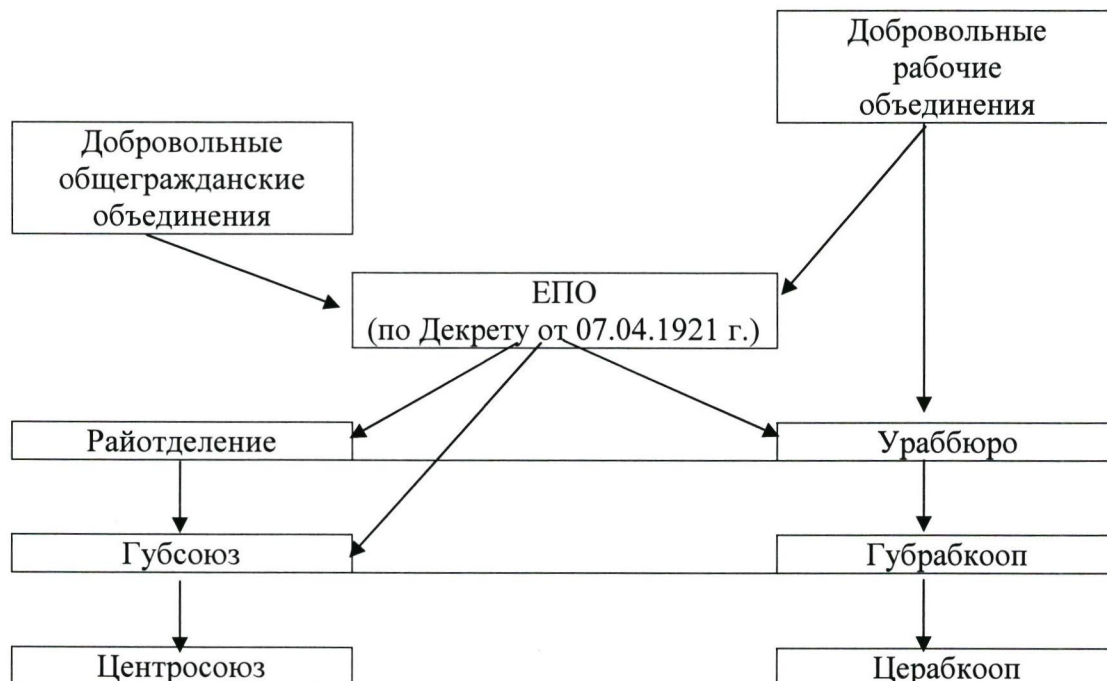 Добровольные
рабочие
объединения
Добровольные
общегражданские
объединения
ЕПО
(по Декрету от 07.04.1921 г.)
Райотделение
Ураббюро
Губсоюз
Губрабкооп
Центросоюз
Церабкооп